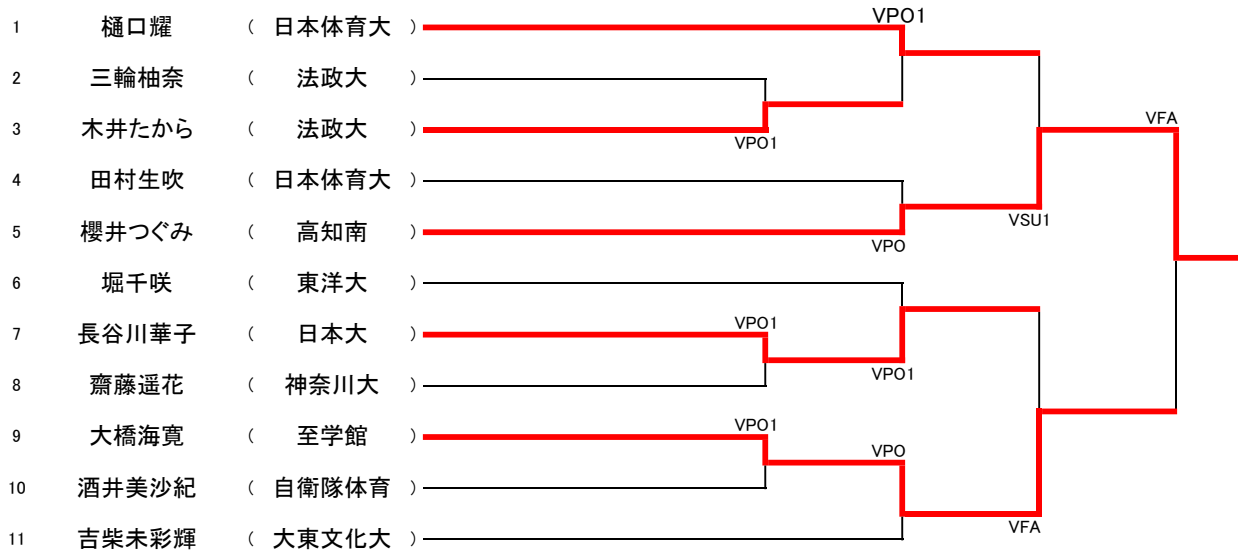 VPO1
1 樋口耀 ( 日本体育大 )
2 三輪柚奈 ( 法政大 )
3 木井たから ( 法政大 )
VFA
VPO1
4 田村生吹 ( 日本体育大 )
VSU1
5 櫻井つぐみ ( 高知南 )
VPO
6 堀千咲 ( 東洋大 )
VPO1
7 長谷川華子 ( 日本大 )
VPO1
8 齋藤遥花 ( 神奈川大 )
VPO1
9 大橋海寛 ( 至学館 )
VPO
10 酒井美沙紀 ( 自衛隊体育 )
VFA
11 吉柴未彩輝 ( 大東文化大 )